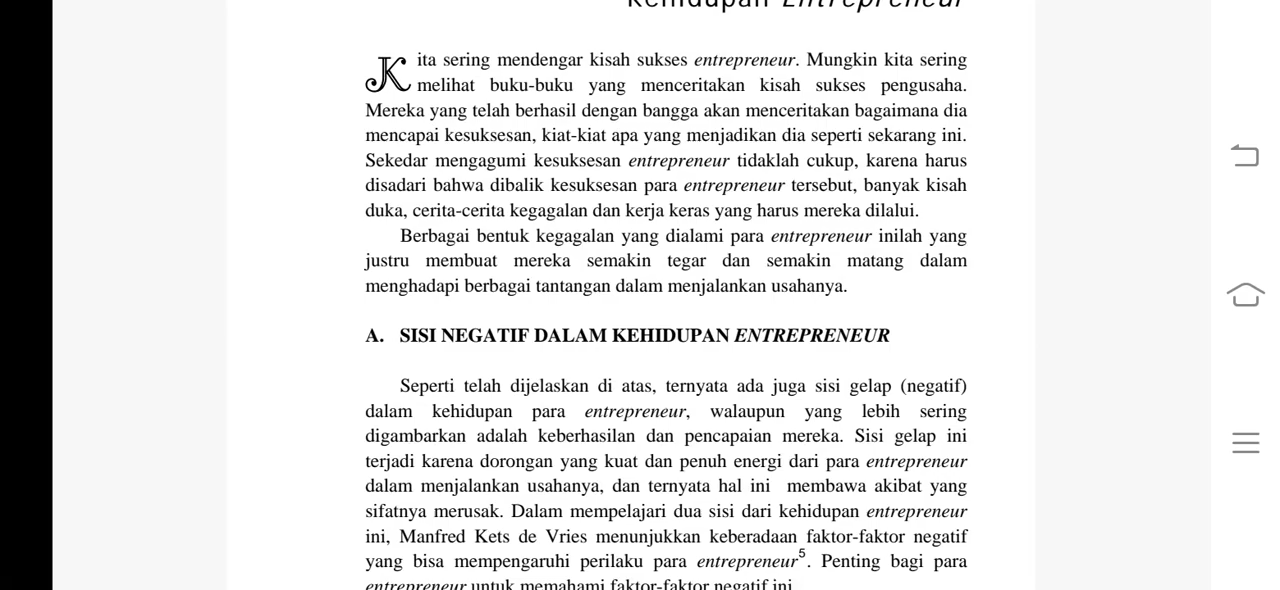 Kehidupan Entrepreneur
Kita sering mendengar kisah sukses entrepreneur. Mungkin kita sering
melihat buku-buku yang menceritakan kisah sukses pengusaha.
Mereka yang telah berhasil dengan bangga akan menceritakan bagaimana dia
mencapai kesuksesan, kiat-kiat apa yang menjadikan dia seperti sekarang ini.
Sekedar mengagumi kesuksesan entrepreneur tidaklah cukup, karena harus
disadari bahwa dibalik kesuksesan para entrepreneur tersebut, banyak kisah
duka, cerita-cerita kegagalan dan kerja keras yang harus mereka dilalui.
Berbagai bentuk kegagalan yang dialami para entrepreneur inilah yang
justru membuat mereka semakin tegar dan semakin matang dalam
menghadapi berbagai tantangan dalam menjalankan usahanya.
A. SISI NEGATIF DALAM KEHIDUPAN ENTREPRENEUR
Seperti telah dijelaskan di atas, ternyata ada juga sisi gelap (negatif)
dalam kehidupan para entrepreneur, walaupun yang lebih sering
digambarkan adalah keberhasilan dan pencapaian mereka. Sisi gelap ini
terjadi karena dorongan yang kuat dan penuh energi dari para entrepreneur
dalam menjalankan usahanya, dan ternyata hal ini membawa akibat yang
sifatnya merusak. Dalam mempelajari dua sisi dari kehidupan entrepreneur
ini, Manfred Kets de Vries menunjukkan keberadaan faktor-faktor negatif
yang bisa mempengaruhi perilaku para entrepreneur5. Penting bagi para
entrepreneur untuk memahami faktor-faktor negatif ini.